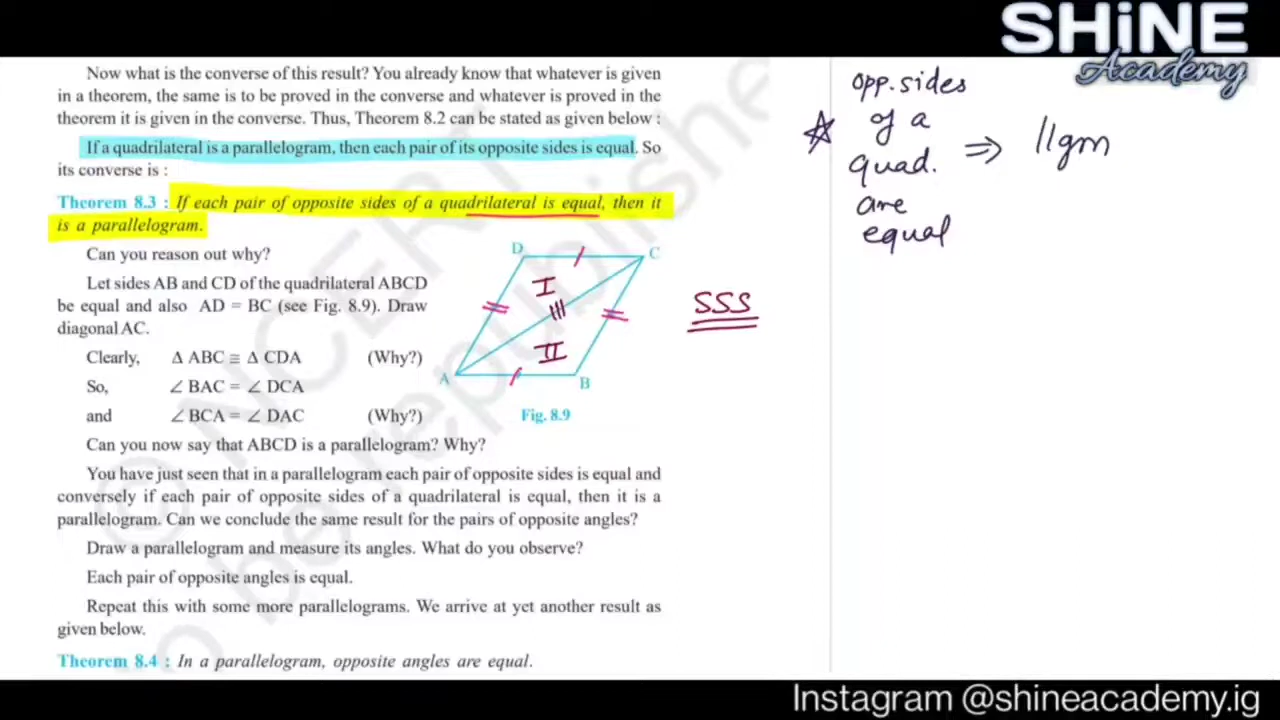 SHiNE
Academy
Now what is the converse of this result? You already know that whatever is given
in a theorem, the same is to be proved in the converse and whatever is proved in the
theorem it is given in the converse. Thus, Theorem 8.2 can be stated as given below :
If a quadrilateral is a parallelogram, then each pair of its opposite sides is equal. So
its converse is :
Theorem 8.3 : If each pair of opposite sides of a quadrilateral is equal, then it
is a parallelogram.
Can you reason out why?
Let sides AB and CD of the quadrilateral ABCD
be equal and also AD = BC (see Fig. 8.9). Draw
diagonal AC.
Clearly, Δ ABC ≅ Δ CDA (Why?)
So, ∠ BAC = ∠ DCA
and ∠ BCA = ∠ DAC (Why?)
D C
I
II
A B
Fig. 8.9
SSS
Can you now say that ABCD is a parallelogram? Why?
You have just seen that in a parallelogram each pair of opposite sides is equal and
conversely if each pair of opposite sides of a quadrilateral is equal, then it is a
parallelogram. Can we conclude the same result for the pairs of opposite angles?
Draw a parallelogram and measure its angles. What do you observe?
Each pair of opposite angles is equal.
Repeat this with some more parallelograms. We arrive at yet another result as
given below.
Theorem 8.4 : In a parallelogram, opposite angles are equal.
opp. sides
of a
quad. ⇒ ||gm
are
equal
© NCERT
to be republished
Instagram @shineacademy.ig